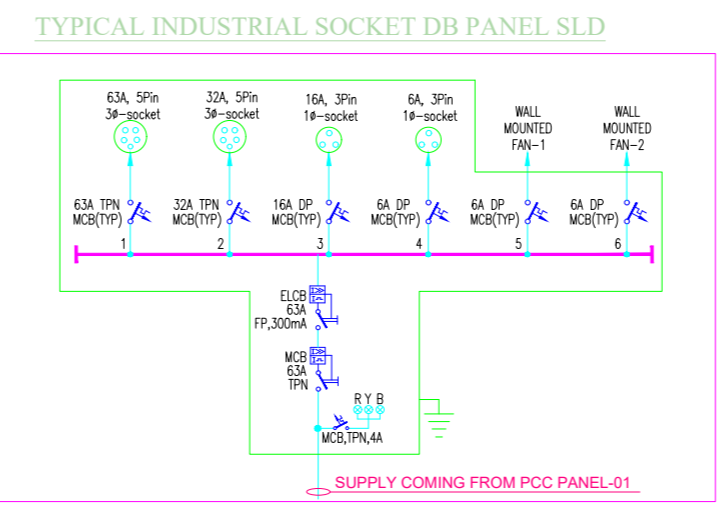 TYPICAL INDUSTRIAL SOCKET DB PANEL SLD
63A, 5Pin
3ø-socket
32A, 5Pin
3ø-socket
16A, 3Pin
1ø-socket
6A, 3Pin
1ø-socket
WALL
MOUNTED
FAN-1
WALL
MOUNTED
FAN-2
63A TPN
MCB(TYP)
32A TPN
MCB(TYP)
16A DP
MCB(TYP)
6A DP
MCB(TYP)
6A DP
MCB(TYP)
6A DP
MCB(TYP)
1 2 3 4 5 6
ELCB
63A
FP,300mA
MCB
63A
TPN
R Y B
MCB,TPN,4A
SUPPLY COMING FROM PCC PANEL-01